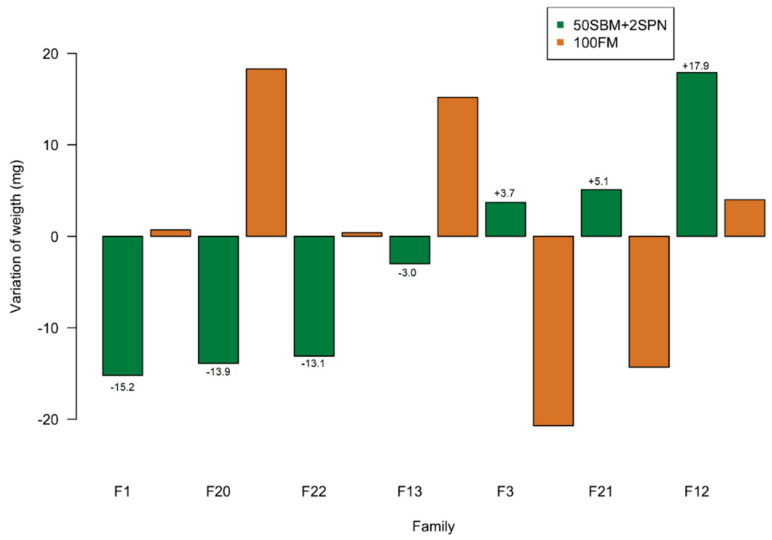 50SBM+2SPN
100FM
20
10
0
-10
-20
Variation of weigth (mg)
-15.2
-13.9
-13.1
-3.0
+3.7
+5.1
+17.9
F1 F20 F22 F13 F3 F21 F12
Family